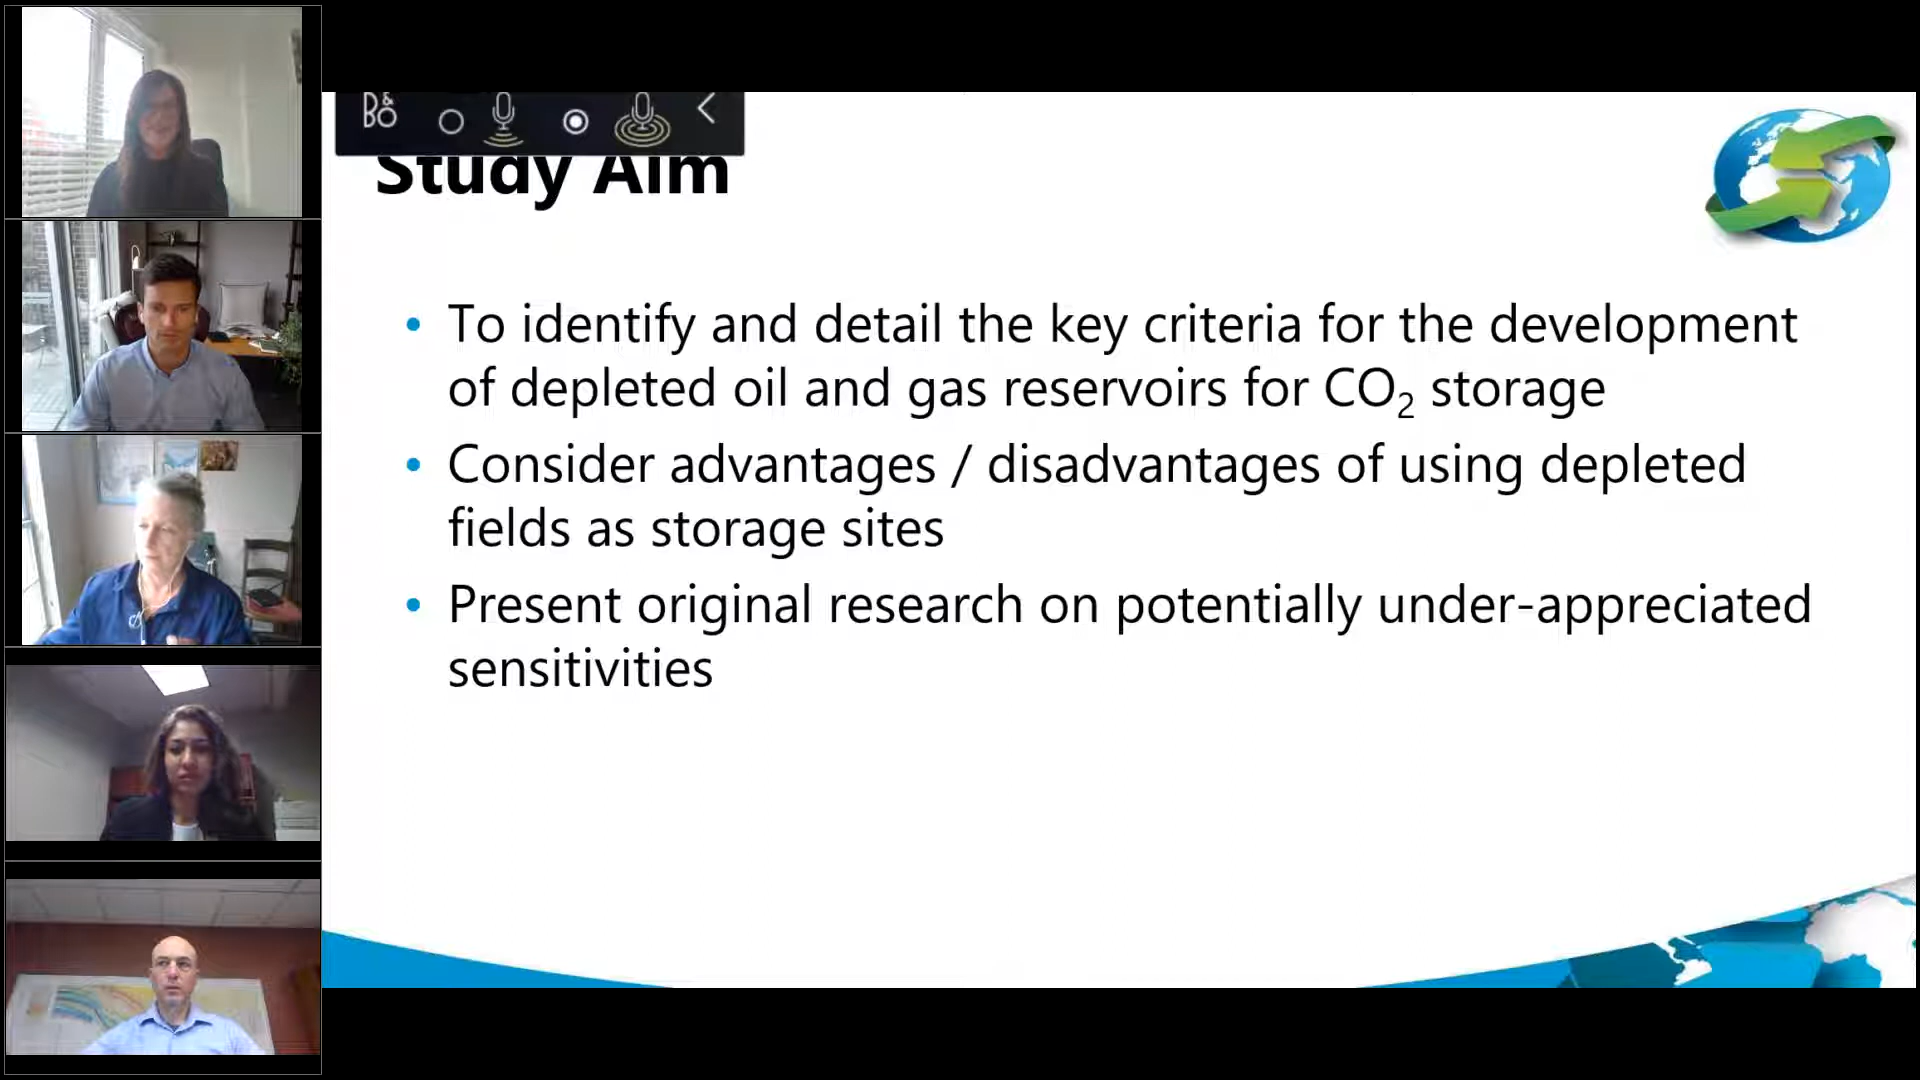 B&O
Study Aim
• To identify and detail the key criteria for the development
of depleted oil and gas reservoirs for CO₂ storage
• Consider advantages / disadvantages of using depleted
fields as storage sites
• Present original research on potentially under-appreciated
sensitivities